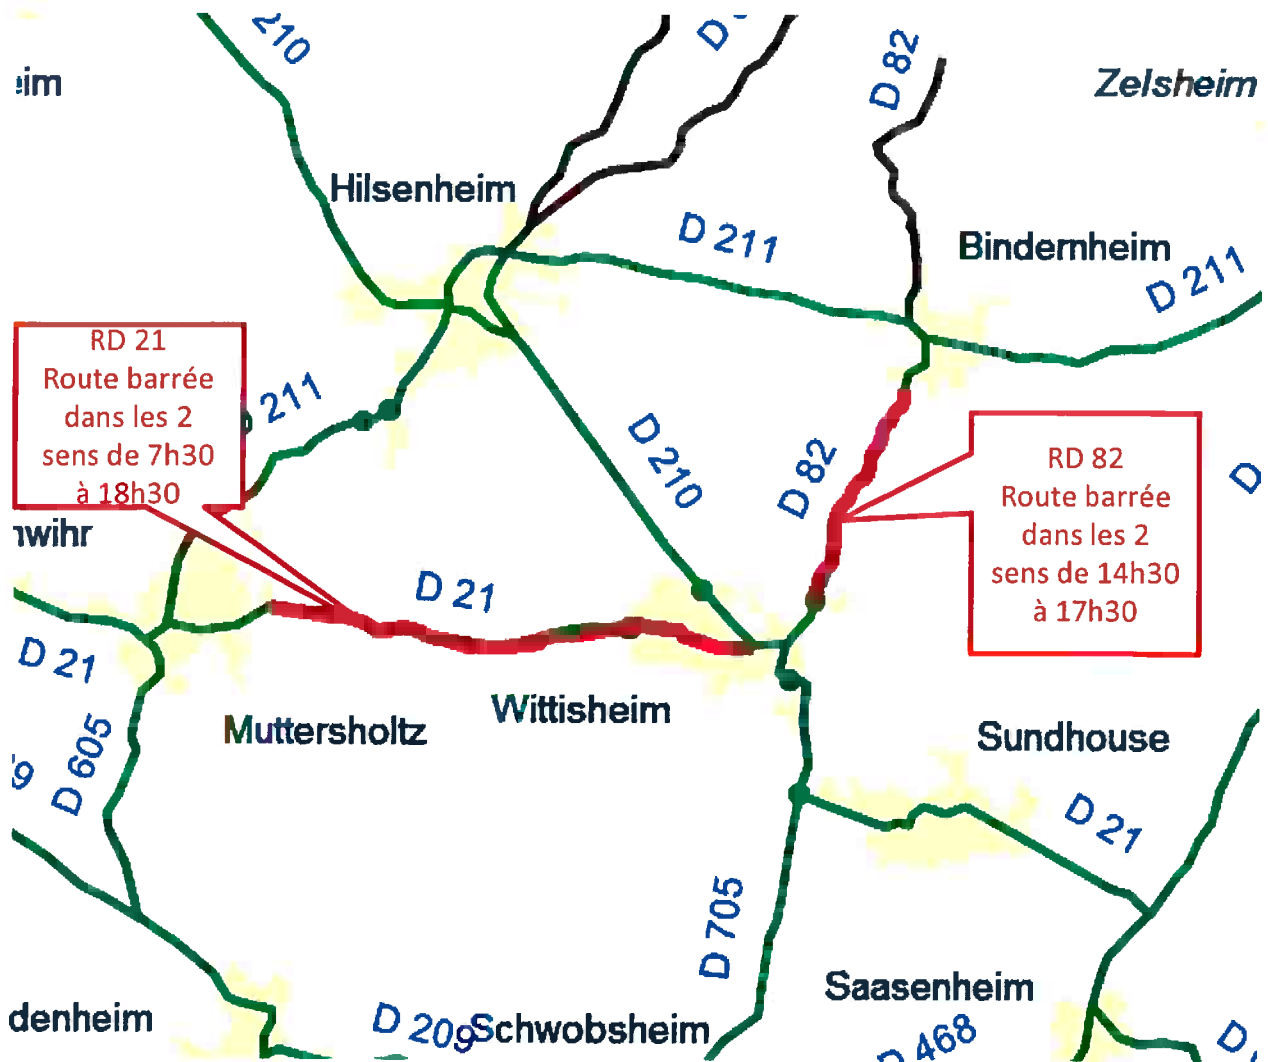 210
D
D 82
Zelsheim
Hilsenheim
D 211
Bindernheim
D 211
RD 21
Route barrée
dans les 2
sens de 7h30
à 18h30
211
D 210
D 82
RD 82
Route barrée
dans les 2
sens de 14h30
à 17h30
D
D 21
D 21
Wittisheim
Muttersholtz
D 605
Sundhouse
D 21
D 705
Saasenheim
denheim
D 209
Schwobsheim
D 468
D